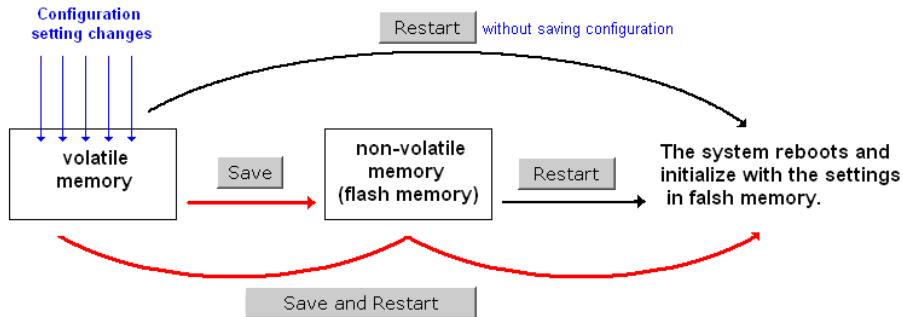 Configuration
setting changes
Restart
without saving configuration
volatile
memory
Save
non-volatile
memory
(flash memory)
Restart
The system reboots and
initialize with the settings
in falsh memory.
Save and Restart